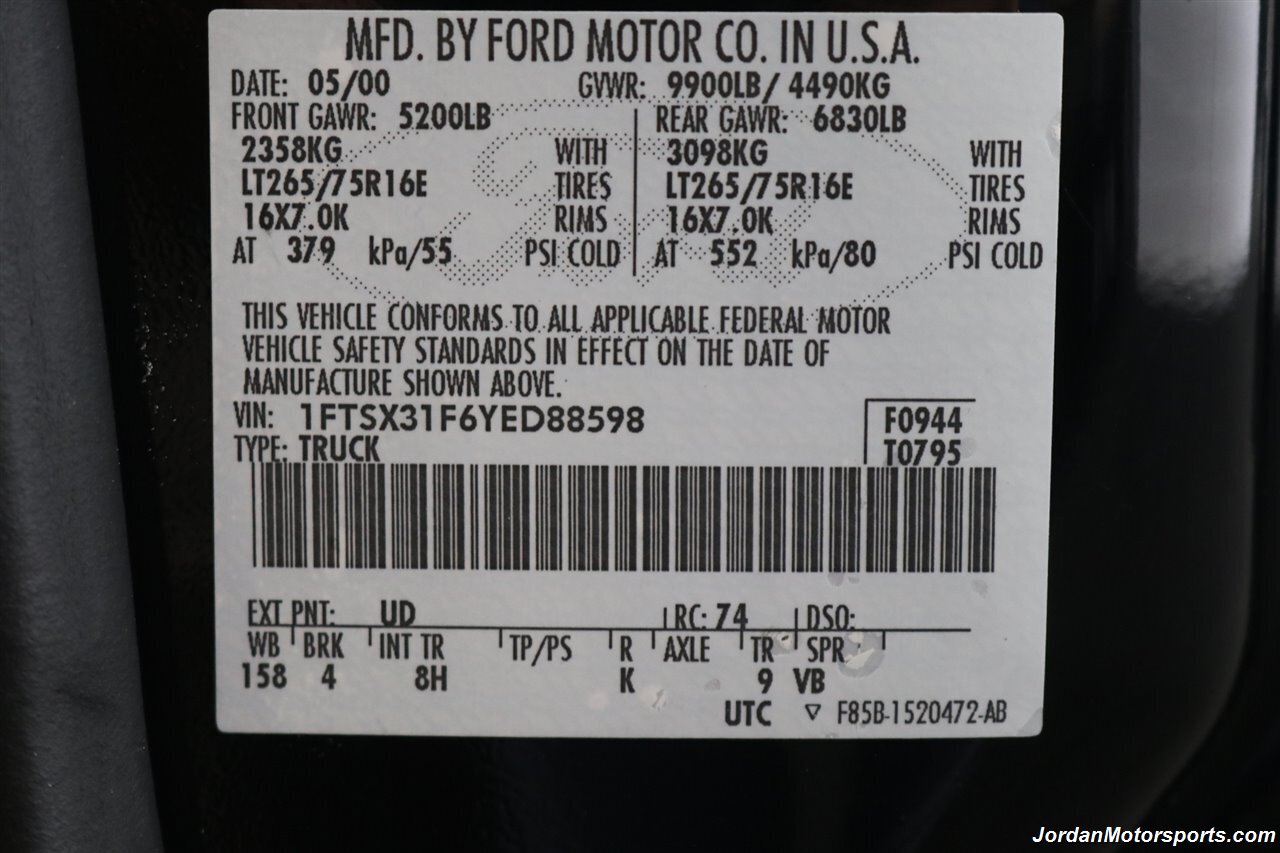 MFD. BY FORD MOTOR CO. IN U.S.A.
DATE: 05/00 GVWR: 9900LB/ 4490KG
FRONT GAWR: 5200LB REAR GAWR: 6830LB
2358KG WITH 3098KG WITH
LT265/75R16E TIRES LT265/75R16E TIRES
16X7.0K RIMS 16X7.0K RIMS
AT 379 kPa/55 PSI COLD AT 552 kPa/80 PSI COLD
THIS VEHICLE CONFORMS TO ALL APPLICABLE FEDERAL MOTOR
VEHICLE SAFETY STANDARDS IN EFFECT ON THE DATE OF
MANUFACTURE SHOWN ABOVE.
VIN: 1FTSX31F6YED88598 F0944
TYPE: TRUCK T0795
EXT PNT: UD RC: 74 DSO:
WB BRK INT TR TP/PS R AXLE TR SPR
158 4 8H K 9 VB
UTC ▽ F85B-1520472-AB
JordanMotorsports.com